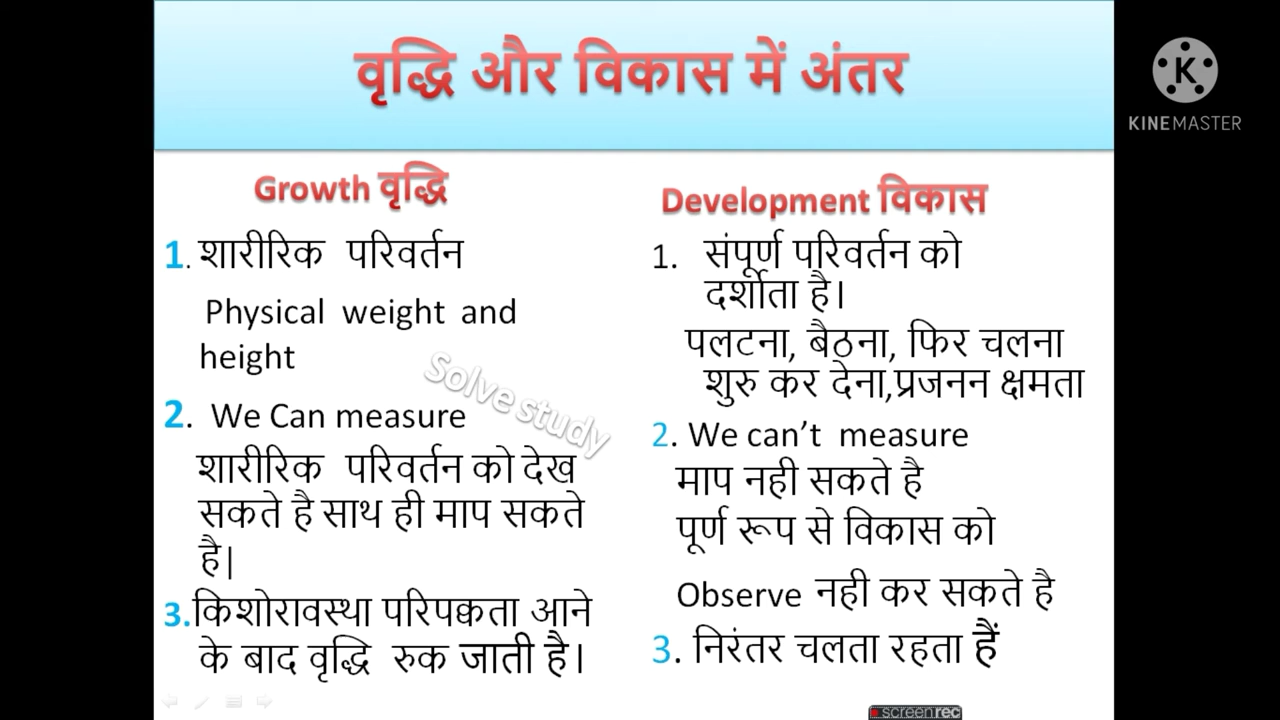 वृद्धि और विकास में अंतर
K
KINEMASTER
Growth वृद्धि
1. शारीरिक परिवर्तन
Physical weight and
height
2. We Can measure
शारीरिक परिवर्तन को देख
सकते है साथ ही माप सकते
है|
3.किशोरावस्था परिपक्वता आने
के बाद वृद्धि रुक जाती है।
Development विकास
1. संपूर्ण परिवर्तन को
दर्शाता है।
पलटना, बैठना, फिर चलना
शुरु कर देना,प्रजनन क्षमता
2. We can't measure
माप नही सकते है
पूर्ण रूप से विकास को
Observe नही कर सकते है
3. निरंतर चलता रहता हैं
Solve study
screenrec